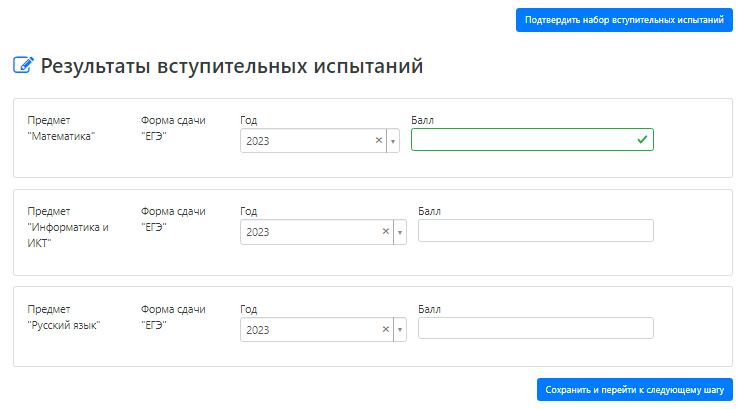 Подтвердить набор вступительных испытаний
Результаты вступительных испытаний
Предмет Форма сдачи Год Балл
"Математика" "ЕГЭ" 2023
Предмет Форма сдачи Год Балл
"Информатика и "ЕГЭ" 2023
ИКТ"
Предмет Форма сдачи Год Балл
"Русский язык" "ЕГЭ" 2023
Сохранить и перейти к следующему шагу